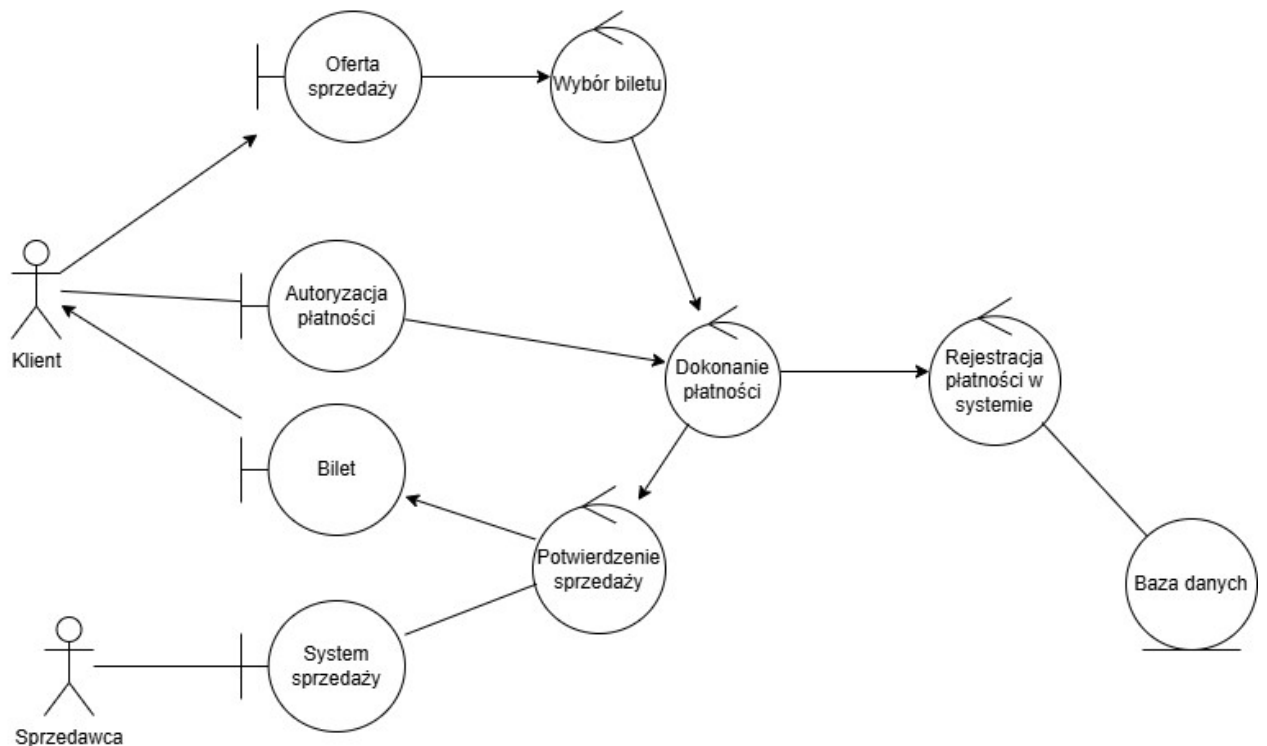 Oferta
sprzedaży
Wybór biletu
Klient
Autoryzacja
płatności
Dokonanie
płatności
Rejestracja
płatności w
systemie
Bilet
Potwierdzenie
sprzedaży
Baza danych
System
sprzedaży
Sprzedawca